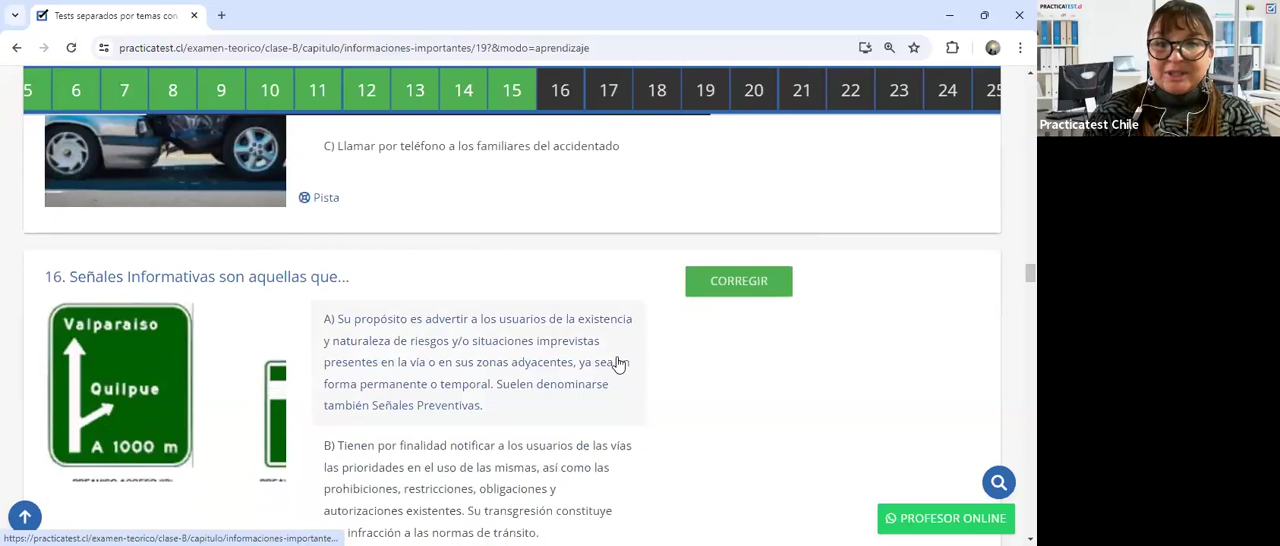 Tests separados por temas con
practicatest.cl/examen-teorico/clase-B/capitulo/informaciones-importantes/19?&modo=aprendizaje
5 6 7 8 9 10 11 12 13 14 15 16 17 18 19 20 21 22 23 24 25
C) Llamar por teléfono a los familiares del accidentado
Pista
16. Señales Informativas son aquellas que...
CORREGIR
Valparaiso
Quilpue
A 1000 m
A) Su propósito es advertir a los usuarios de la existencia
y naturaleza de riesgos y/o situaciones imprevistas
presentes en la vía o en sus zonas adyacentes, ya sea
forma permanente o temporal. Suelen denominarse
también Señales Preventivas.
B) Tienen por finalidad notificar a los usuarios de las vías
las prioridades en el uso de las mismas, así como las
prohibiciones, restricciones, obligaciones y
autorizaciones existentes. Su transgresión constituye
infracción a las normas de tránsito.
PROFESOR ONLINE
https://practicatest.cl/examen-teorico/clase-B/capitulo/informaciones-importante...
PRACTICATEST.cl
Practicatest Chile